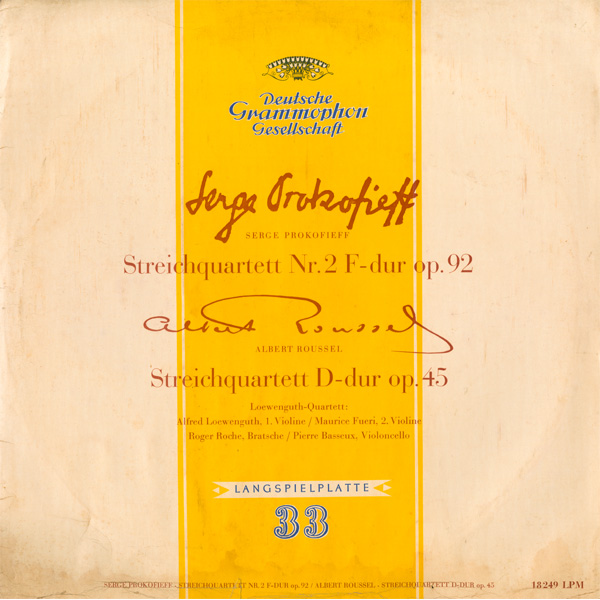 Deutsche
Grammophon
Gesellschaft
Serge Prokofieff
SERGE PROKOFIEFF
Streichquartett Nr. 2 F-dur op. 92
Albert Roussel
ALBERT ROUSSEL
Streichquartett D-dur op. 45
Loewenguth-Quartett:
Alfred Loewenguth, 1. Violine / Maurice Fueri, 2. Violine
Roger Roche, Bratsche / Pierre Basseux, Violoncello
LANGSPIELPLATTE
33
SERGE PROKOFIEFF - STREICHQUARTETT NR. 2 F-DUR op. 92 / ALBERT ROUSSEL - STREICHQUARTETT D-DUR op. 45
18249 LPM